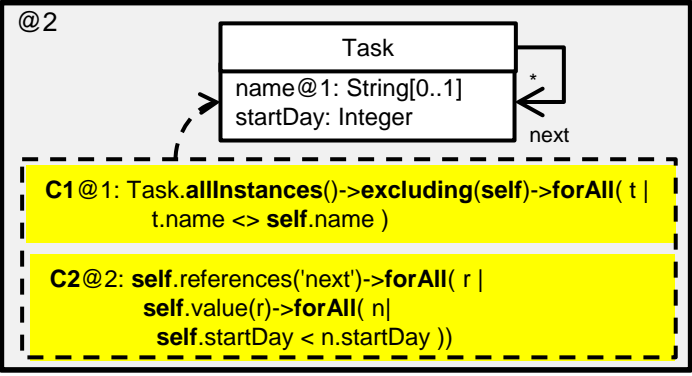 @2
Task
name@1: String[0..1]
startDay: Integer
*
next
C1@1: Task.allInstances()->excluding(self)->forAll( t |
t.name <> self.name )
C2@2: self.references('next')->forAll( r |
self.value(r)->forAll( n|
self.startDay < n.startDay ))